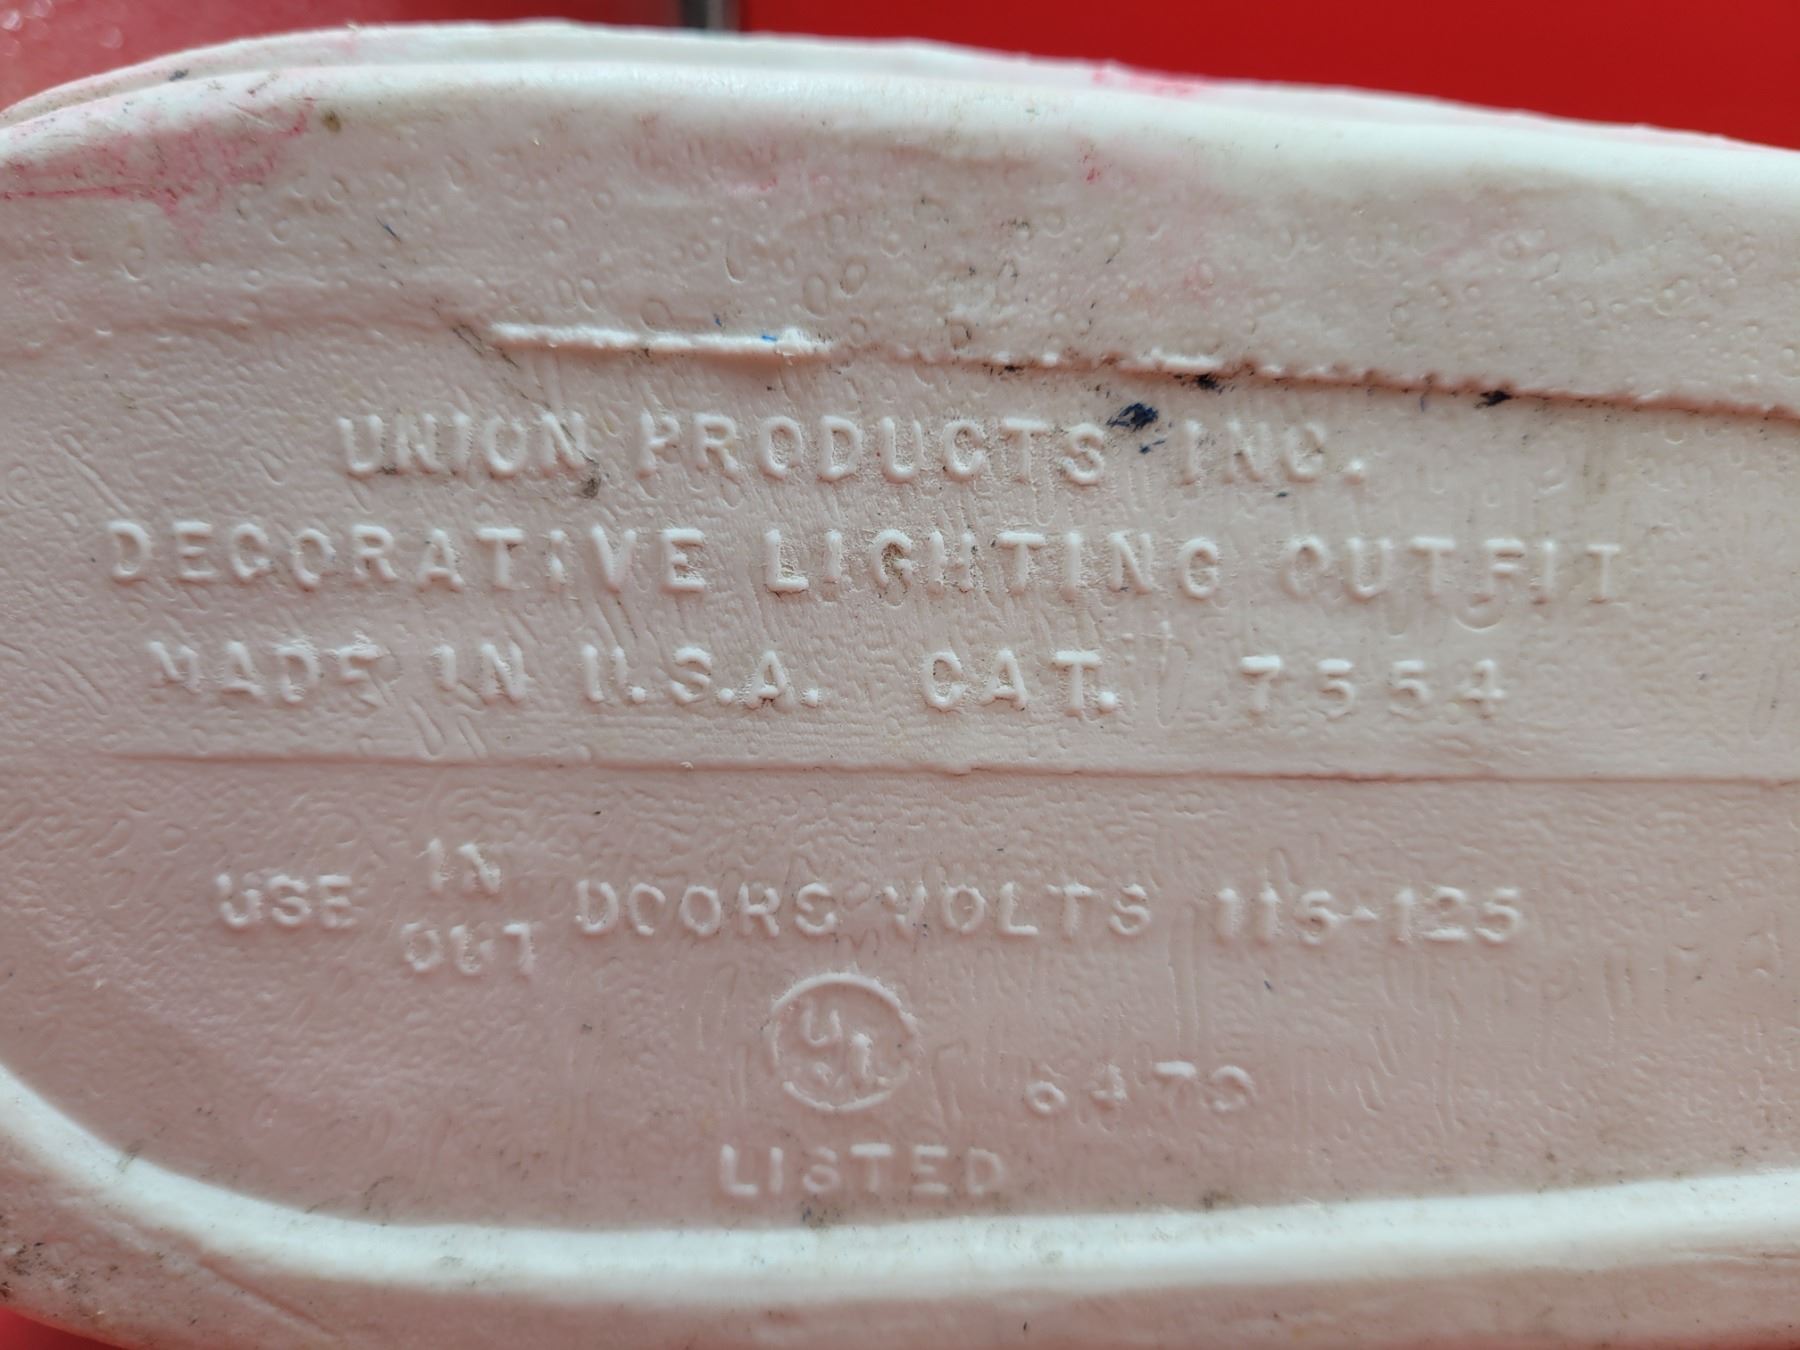 UNION PRODUCTS INC.
DECORATIVE LIGHTING OUTFIT
MADE IN U.S.A. CAT. 7554
USE IN OUT DOORS VOLTS 115-125
UL
6473
LISTED